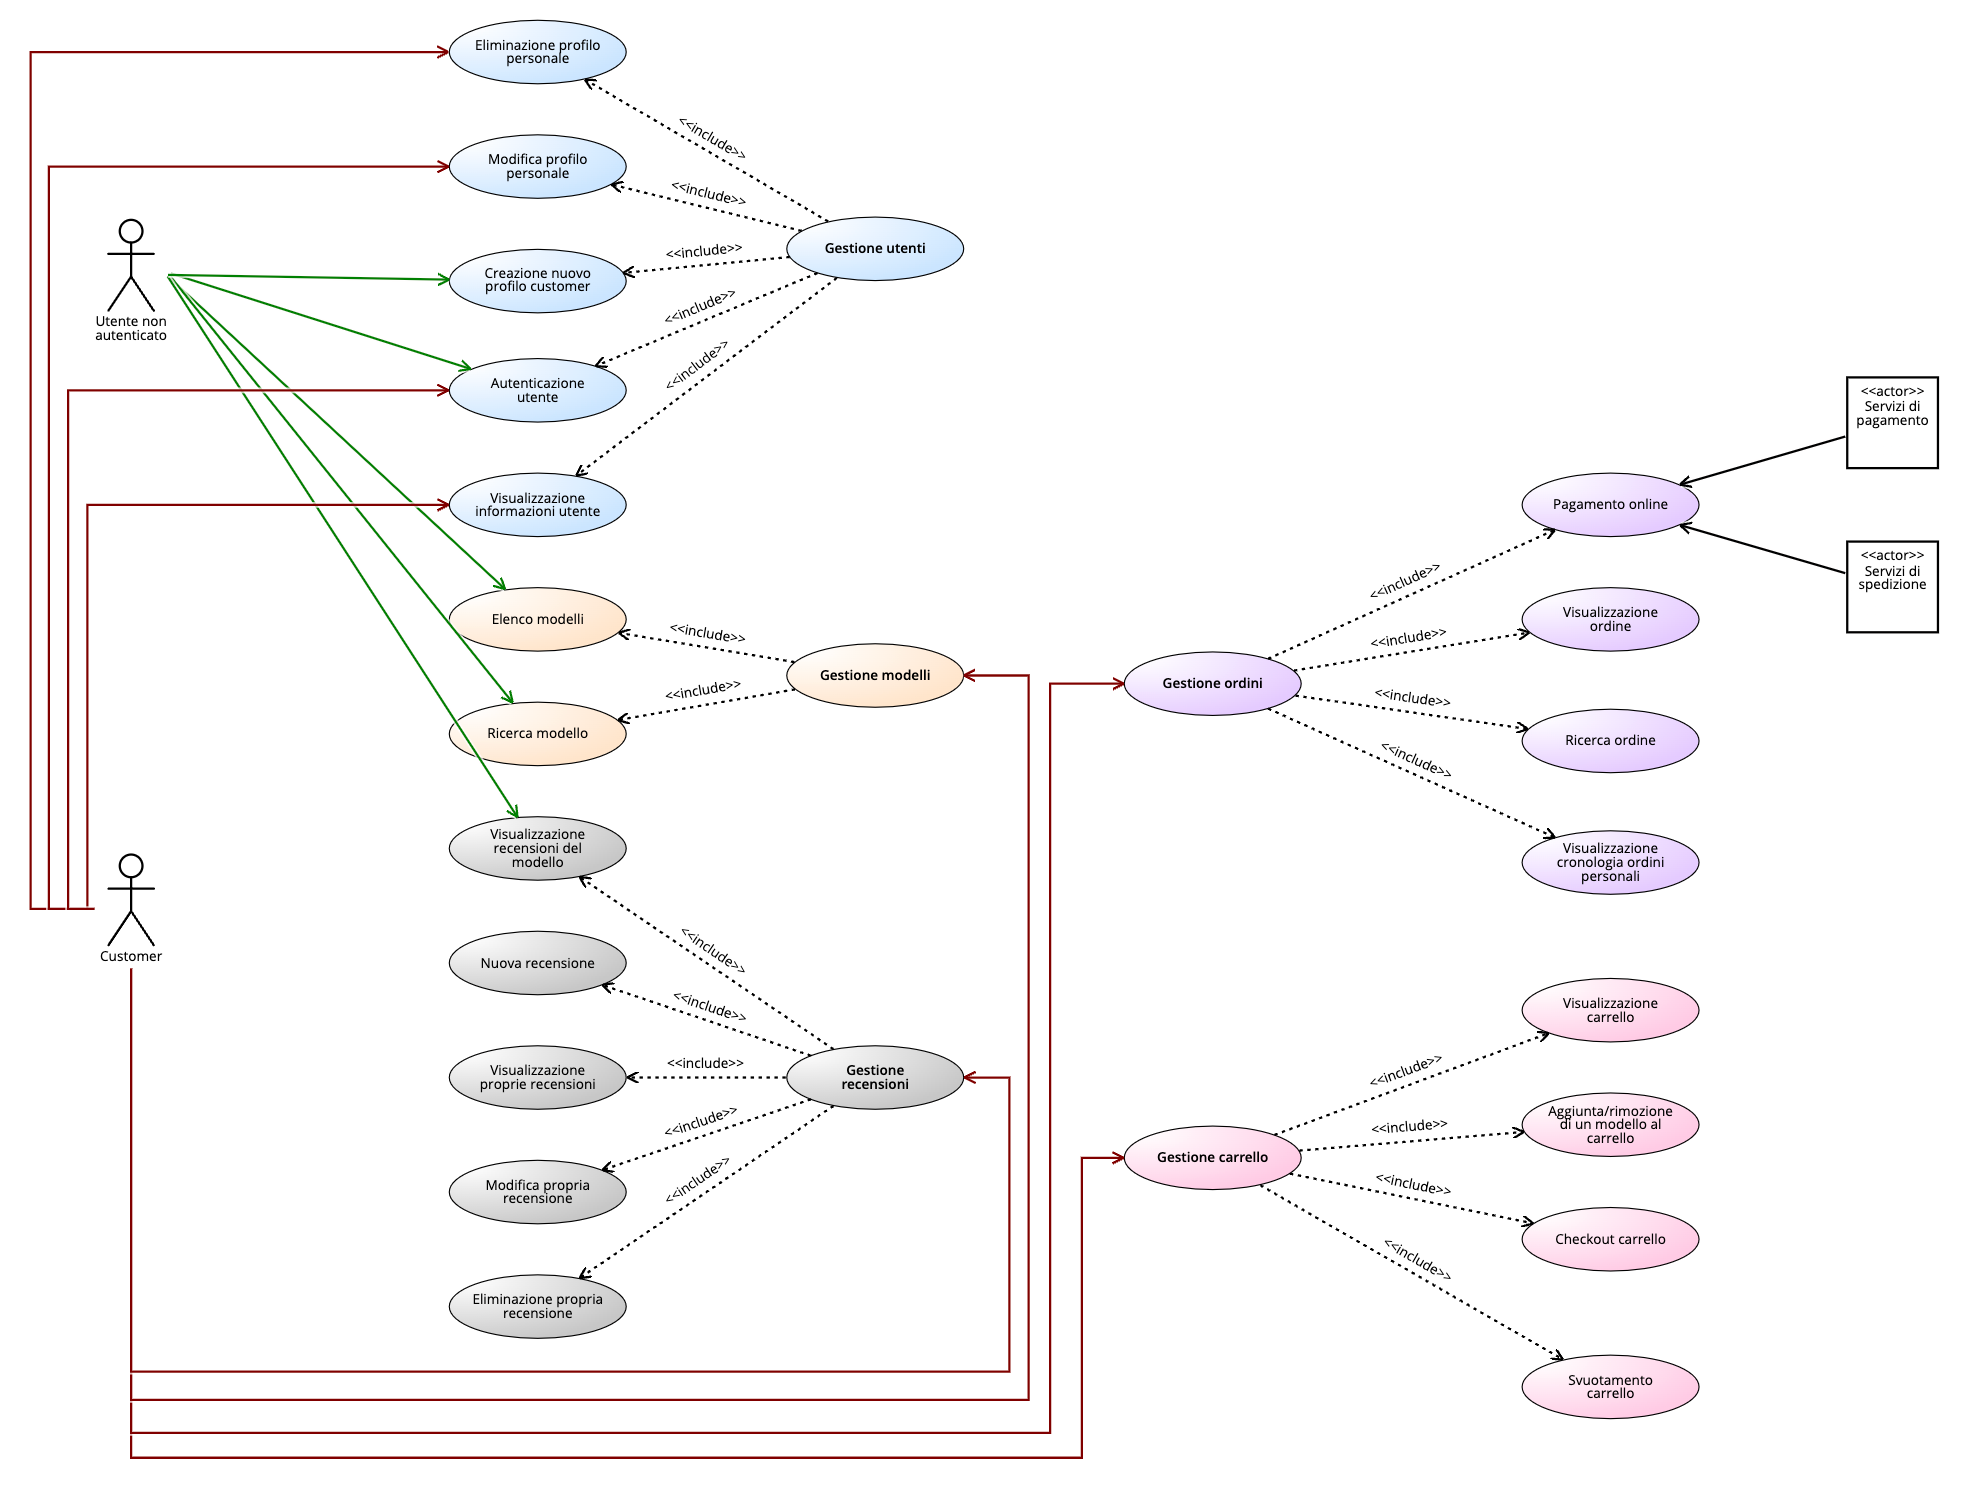 Eliminazione profilo
personale
<<include>>
Modifica profilo
personale
<<include>>
Gestione utenti
<<include>>
Creazione nuovo
profilo customer
<<include>>
Utente non
autenticato
<<include>>
Autenticazione
utente
Visualizzazione
informazioni utente
Elenco modelli
<<include>>
Gestione modelli
<<include>>
Ricerca modello
Visualizzazione
recensioni del
modello
<<include>>
Customer
Nuova recensione
<<include>>
Visualizzazione
proprie recensioni
<<include>>
Gestione
recensioni
<<include>>
<<include>>
Modifica propria
recensione
Eliminazione propria
recensione
<<actor>>
Servizi di
pagamento
Pagamento online
<<actor>>
Servizi di
spedizione
<<include>>
Visualizzazione
ordine
<<include>>
Gestione ordini
<<include>>
Ricerca ordine
<<include>>
Visualizzazione
cronologia ordini
personali
Visualizzazione
carrello
<<include>>
Aggiunta/rimozione
di un modello al
carrello
<<include>>
Gestione carrello
<<include>>
Checkout carrello
<<include>>
Svuotamento
carrello